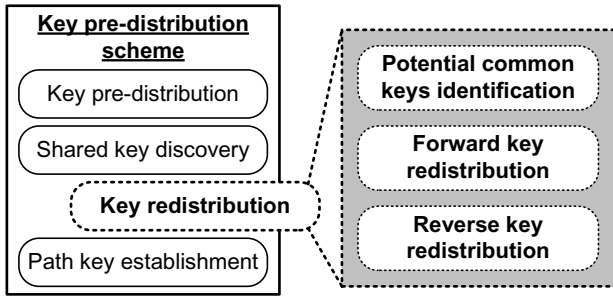 Key pre-distribution
scheme
Key pre-distribution
Shared key discovery
Key redistribution
Path key establishment
Potential common
keys identification
Forward key
redistribution
Reverse key
redistribution